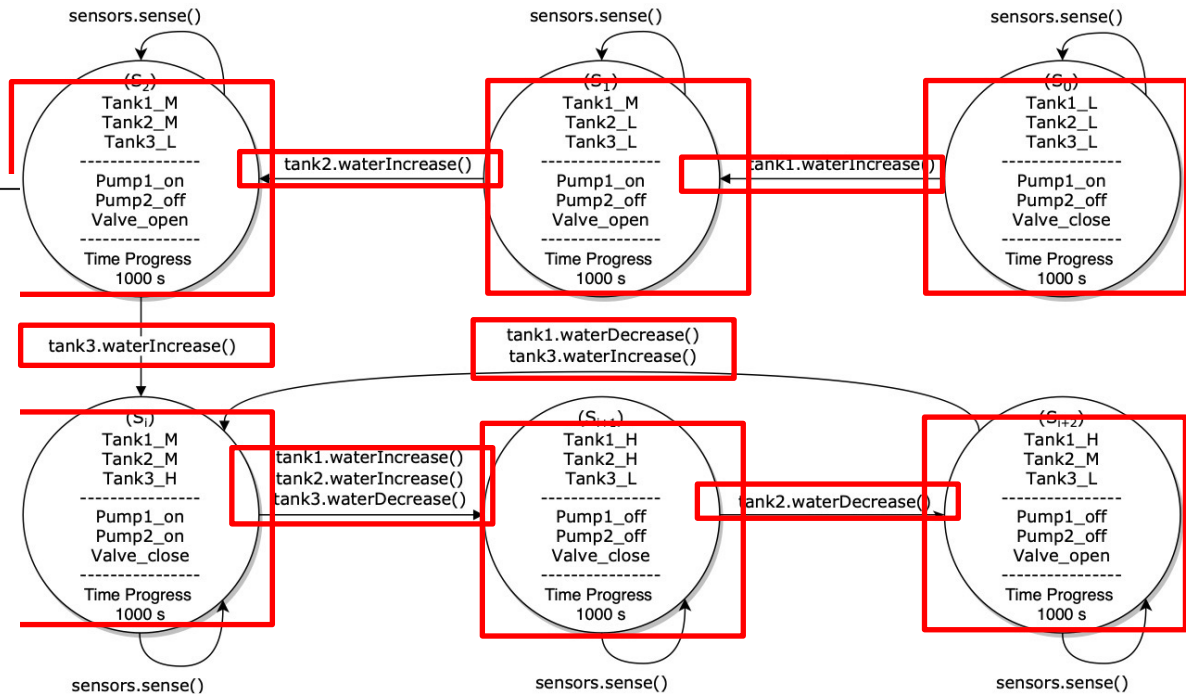 sensors.sense()
sensors.sense()
sensors.sense()
(S2)
Tank1_M
Tank2_M
Tank3_L
--------------
Pump1_on
Pump2_off
Valve_open
--------------
Time Progress
1000 s
tank2.waterIncrease()
(S1)
Tank1_M
Tank2_L
Tank3_L
--------------
Pump1_on
Pump2_off
Valve_open
--------------
Time Progress
1000 s
tank1.waterIncrease()
(S0)
Tank1_L
Tank2_L
Tank3_L
--------------
Pump1_on
Pump2_off
Valve_close
--------------
Time Progress
1000 s
tank3.waterIncrease()
tank1.waterDecrease()
tank3.waterIncrease()
(Si)
Tank1_M
Tank2_M
Tank3_H
--------------
Pump1_on
Pump2_on
Valve_close
--------------
Time Progress
1000 s
tank1.waterIncrease()
tank2.waterIncrease()
tank3.waterDecrease()
(Si+1)
Tank1_H
Tank2_H
Tank3_L
--------------
Pump1_off
Pump2_off
Valve_close
--------------
Time Progress
1000 s
tank2.waterDecrease()
(Si+2)
Tank1_H
Tank2_M
Tank3_L
--------------
Pump1_off
Pump2_off
Valve_open
--------------
Time Progress
1000 s
sensors.sense()
sensors.sense()
sensors.sense()